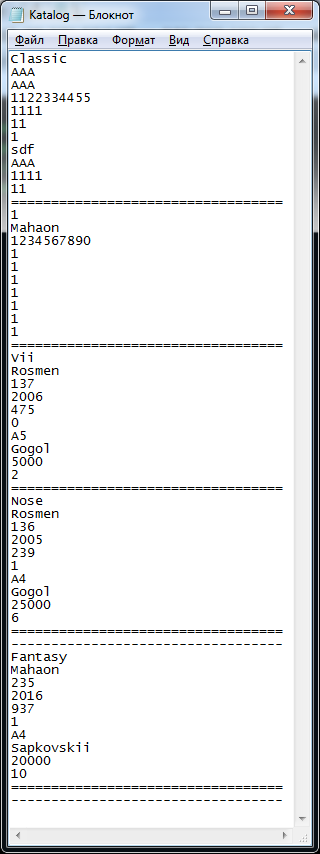 Katalog — Блокнот
Файл Правка Формат Вид Справка
Classic
AAA
AAA
1122334455
1111
11
1
sdf
AAA
1111
11
==================================
1
Mahaon
1234567890
1
1
1
1
1
1
1
==================================
Vii
Rosmen
137
2006
475
0
A5
Gogol
5000
2
==================================
Nose
Rosmen
136
2005
239
1
A4
Gogol
25000
6
==================================
----------------------------------
Fantasy
Mahaon
235
2016
937
1
A4
Sapkovskii
20000
10
==================================
----------------------------------